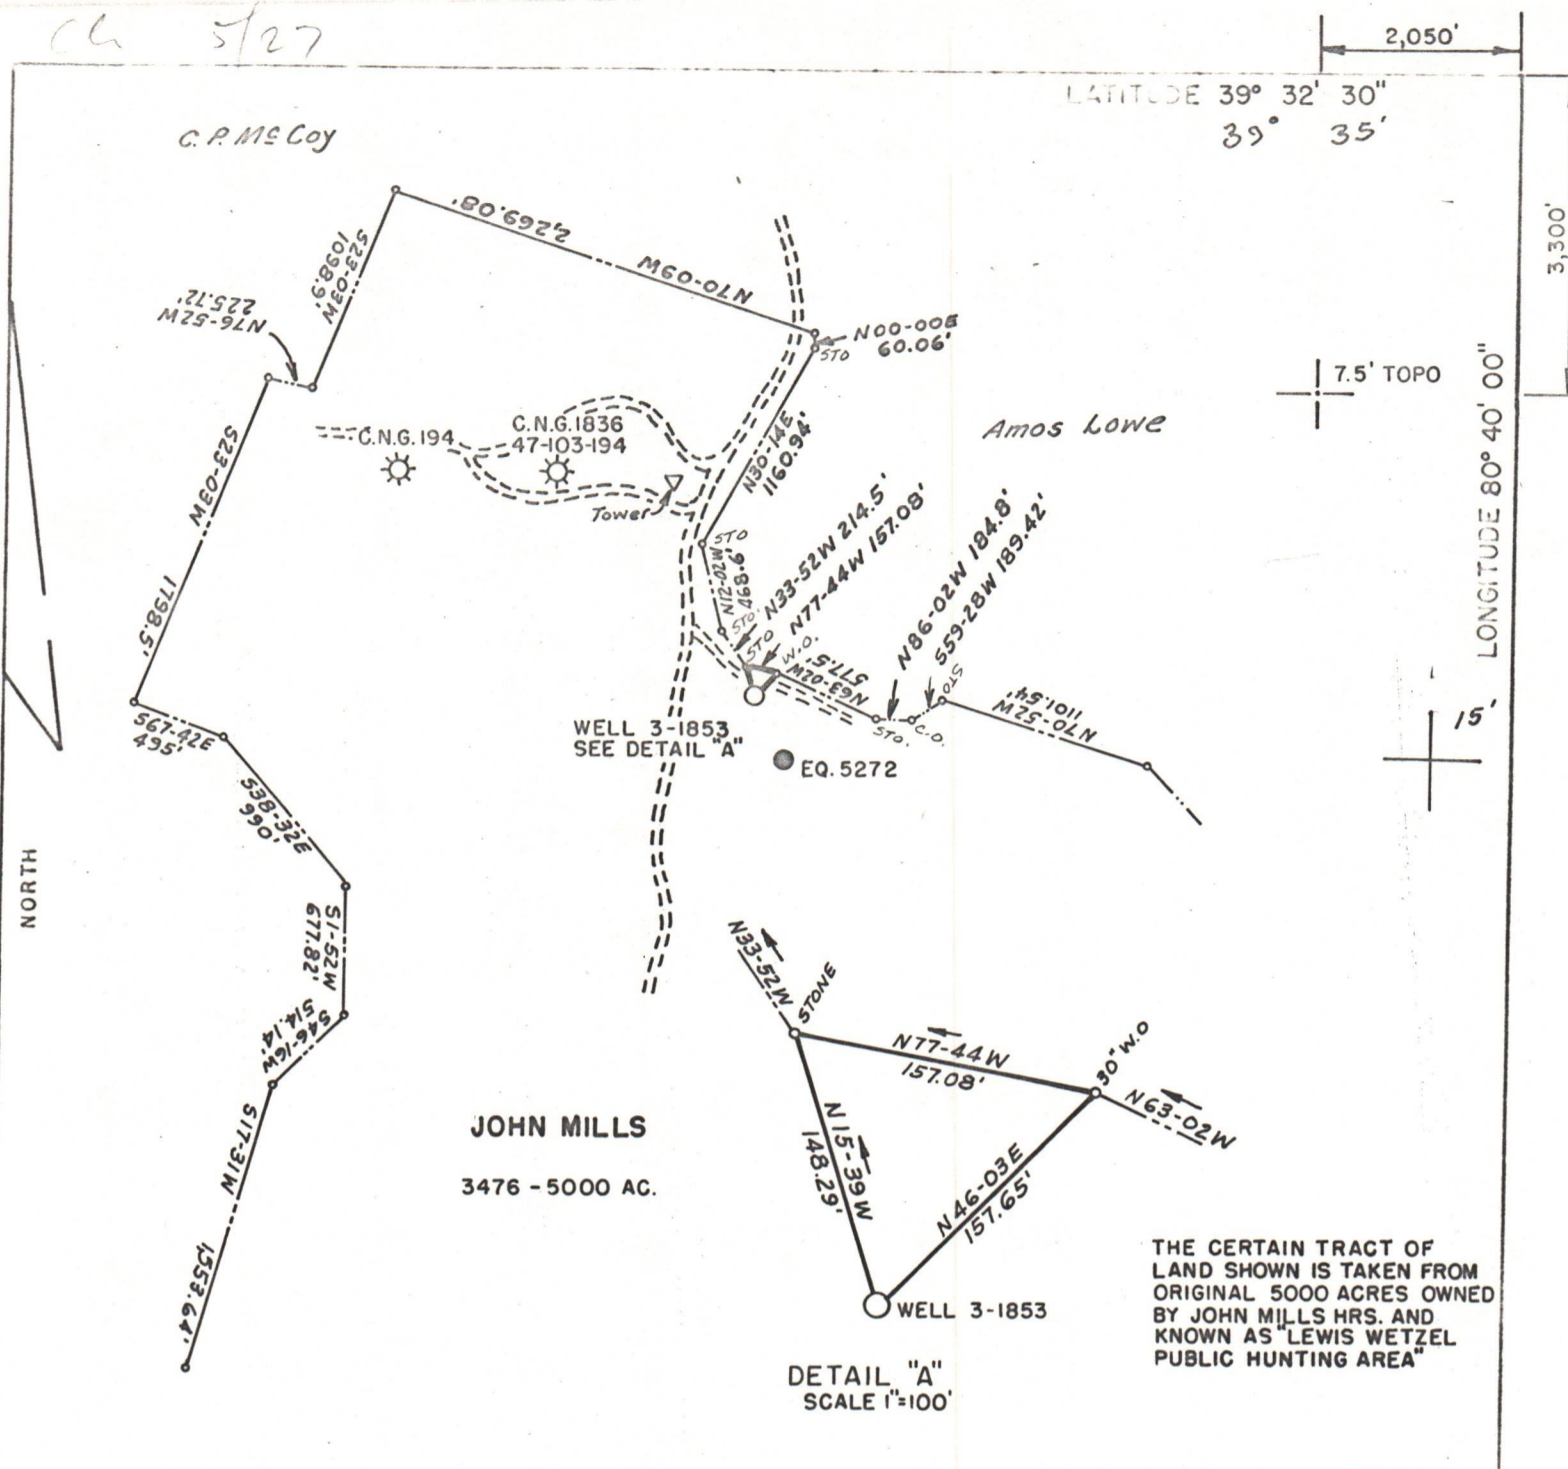 Ch 5/27
2,050'
LATITUDE 39° 32' 30"
39° 35'
C. P. McCoy
3,300'
2,269.08'
N70-09W
S23-03W
1098.9'
N76-52W
225.72'
N00-00E
60.06'
STO
7.5' TOPO
LONGITUDE 80° 40' 00"
15'
C.N.G. 194
C.N.G. 1836
47-103-194
Amos Lowe
N30-14E
1160.94'
Tower
S23-03W
1798.5'
STO
N12-02W
468.6'
STO.
N33-52W 214.5'
STO
N77-44W 157.08'
W.O.
N63-02W
577.5'
N86-02W 184.8'
S59-28W 189.42'
STO.
C.O.
STO
N70-52W
1101.54'
WELL 3-1853
SEE DETAIL "A"
EQ. 5272
S67-42E
495'
S38-32E
990'
NORTH
S1-52W
677.82'
S46-16W
514.14'
S17-31W
1,553.64'
JOHN MILLS
3476 - 5000 AC.
N33-52W
STONE
N77-44W
157.08'
30" W.O
N63-02W
N15-39W
148.29'
N46-03E
157.65'
WELL 3-1853
DETAIL "A"
SCALE 1"=100'
THE CERTAIN TRACT OF
LAND SHOWN IS TAKEN FROM
ORIGINAL 5000 ACRES OWNED
BY JOHN MILLS HRS. AND
KNOWN AS "LEWIS WETZEL
PUBLIC HUNTING AREA"